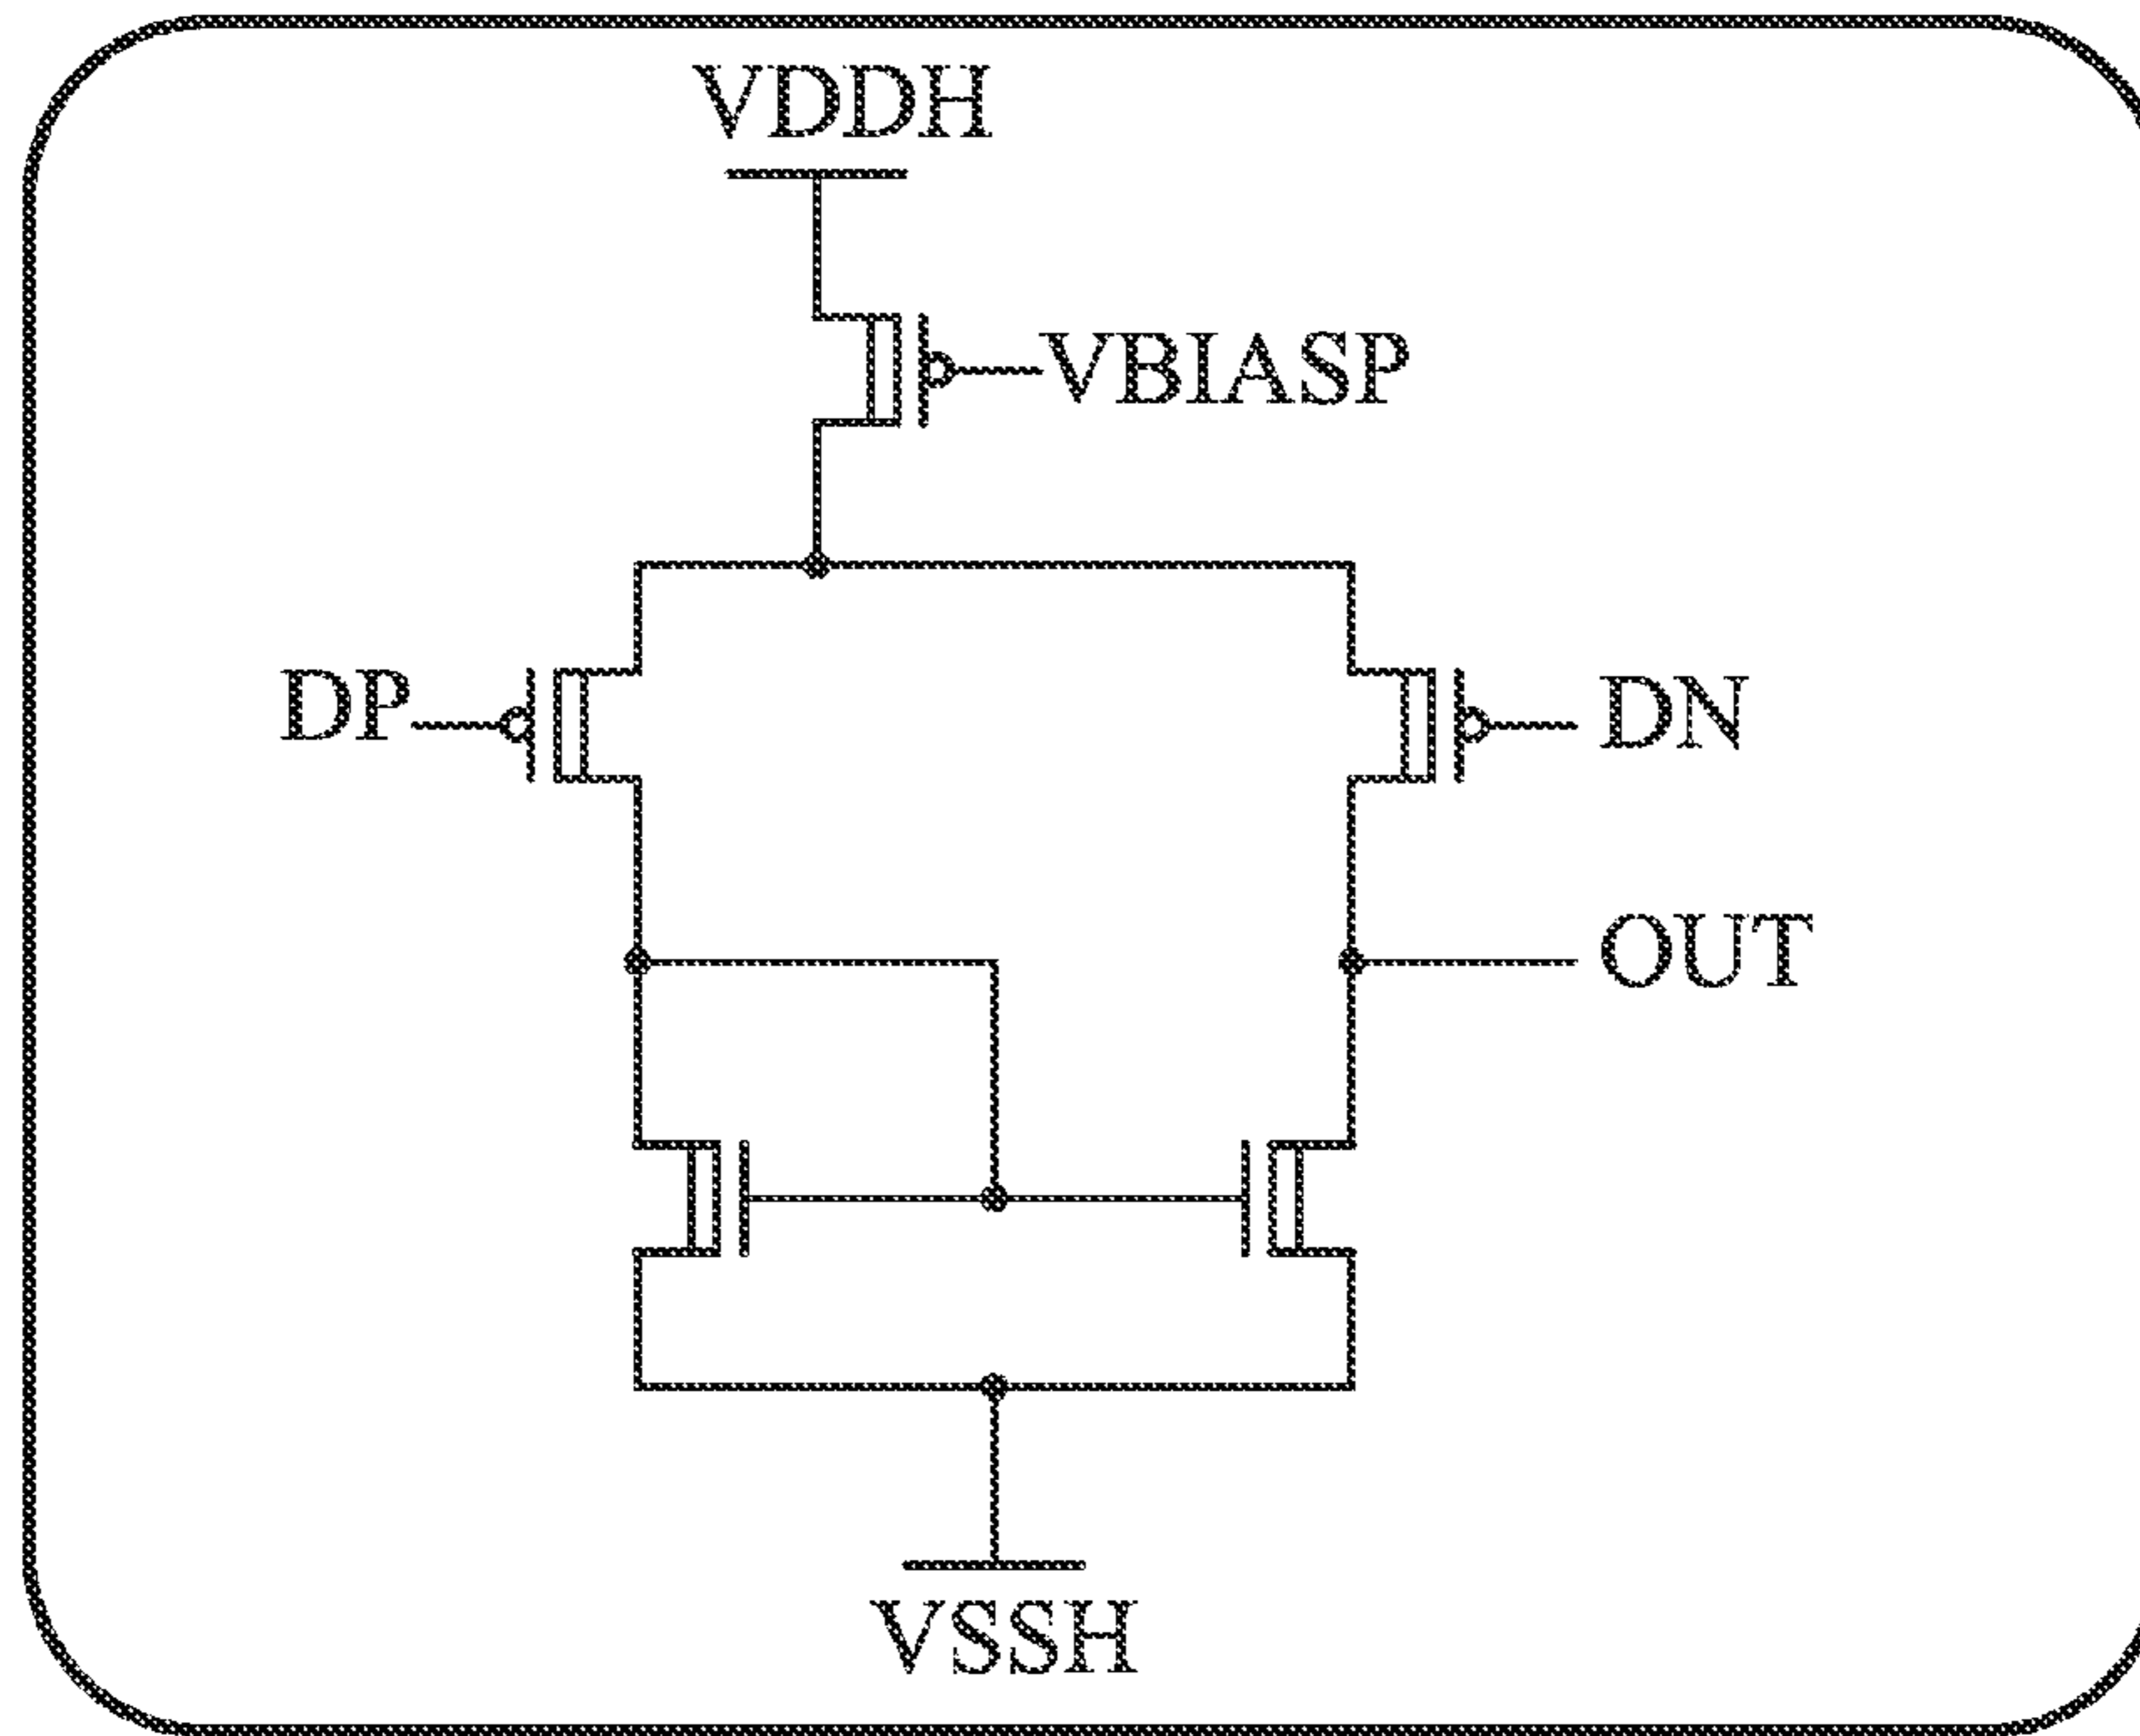 VDDH
VBIASP
DP
DN
OUT
VSSH